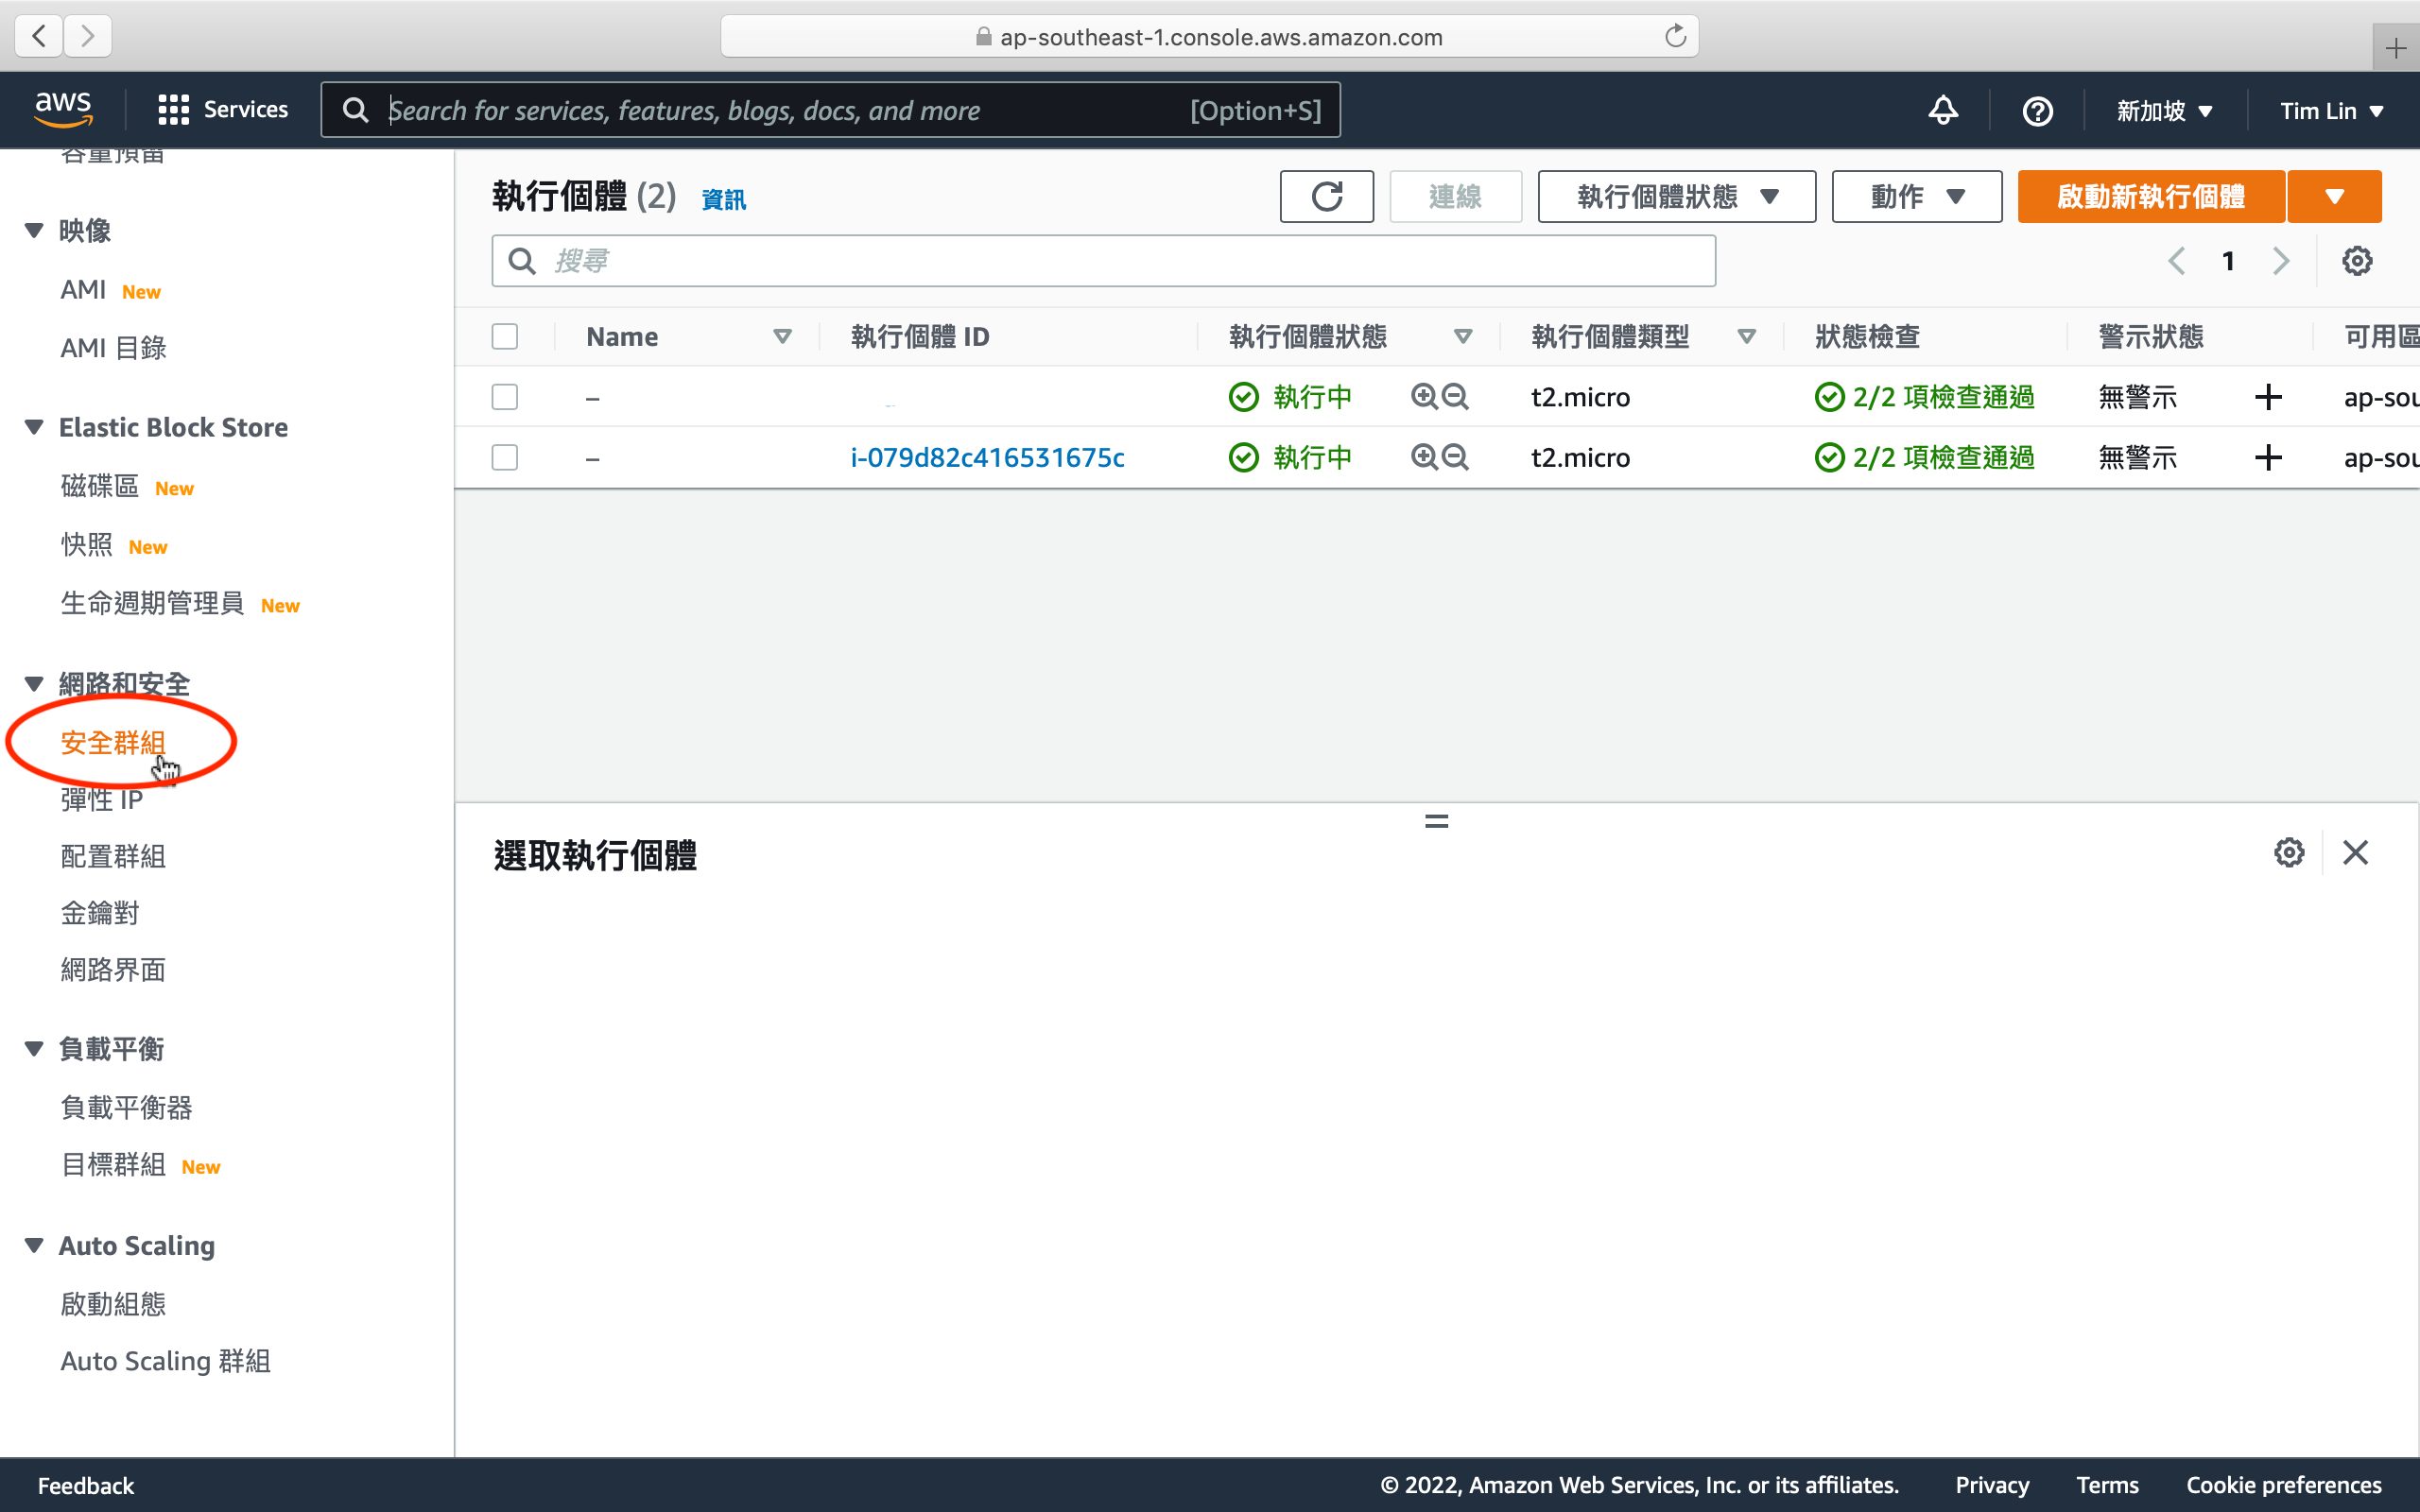 ap-southeast-1.console.aws.amazon.com
aws
Services
Search for services, features, blogs, docs, and more
[Option+S]
新加坡
Tim Lin
容量預留
映像
AMI New
AMI 目錄
Elastic Block Store
磁碟區 New
快照 New
生命週期管理員 New
網路和安全
安全群組
彈性 IP
配置群組
金鑰對
網路界面
負載平衡
負載平衡器
目標群組 New
Auto Scaling
啟動組態
Auto Scaling 群組
執行個體 (2) 資訊
連線
執行個體狀態
動作
啟動新執行個體
搜尋
1
Name 執行個體 ID 執行個體狀態 執行個體類型 狀態檢查 警示狀態 可用區
– 執行中 t2.micro 2/2 項檢查通過 無警示 ap-sou
– i-079d82c416531675c 執行中 t2.micro 2/2 項檢查通過 無警示 ap-sou
選取執行個體
Feedback
© 2022, Amazon Web Services, Inc. or its affiliates. Privacy Terms Cookie preferences